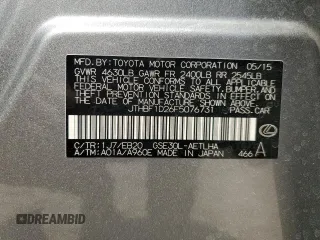 MFD.BY:TOYOTA MOTOR CORPORATION 05/15
GVWR 4630LB GAWR FR 2400LB RR 2545LB
THIS VEHICLE CONFORMS TO ALL APPLICABLE
FEDERAL MOTOR VEHICLE SAFETY, BUMPER, AND
THEFT PREVENTION STANDARDS IN EFFECT ON
THE DATE OF MANUFACTURE SHOWN ABOVE.
JTHBF1D26F5076731 PASS.CAR
C/TR:1J7/EB20 GSE30L-AETLHA
A/TM:A01A/A960E MADE IN JAPAN 466 A
DEALERBIDAMID